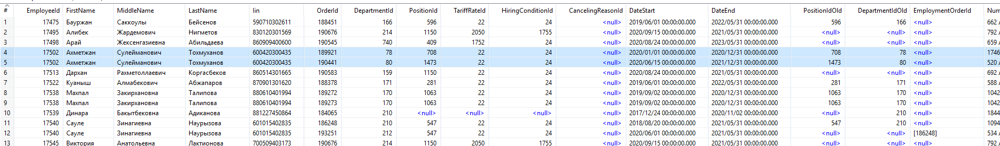 # EmployeeId FirstName MiddleName LastName Iin OrderId DepartmentId PositionId TariffRateId HiringConditionId CancelingReasonId DateStart DateEnd PositionIdOld DepartmentIdOld EmploymentOrderId Num
1 17475 Бауржан Саккоулы Бейсенов 590710302611 188451 166 596 22 24 <null> 2019/06/01 00:00:00.000 2022/05/31 00:00:00.000 596 166 <null> 662
2 17495 Алибек Жардемович Нигметов 830120301569 190676 214 1150 2050 1755 <null> 2020/09/15 00:00:00.000 2021/05/31 00:00:00.000 <null> <null> <null> 792
3 17498 Арай Жексенгазиевна Абильдаева 860909400600 190545 740 409 1752 24 <null> 2020/08/24 00:00:00.000 2023/05/31 00:00:00.000 <null> <null> <null> 659
4 17502 Ахметжан Сулейманович Тохмуханов 600420300435 189921 78 708 22 24 <null> 2020/01/01 00:00:00.000 2020/12/31 00:00:00.000 708 78 <null> 1746
5 17502 Ахметжан Сулейманович Тохмуханов 600420300435 190441 80 1473 22 24 <null> 2020/06/15 00:00:00.000 2021/12/31 00:00:00.000 1473 80 <null> 520
6 17513 Дархан Рахметоллаевич Коргасбеков 860514301665 190583 159 1150 22 24 <null> 2020/08/24 00:00:00.000 2021/05/31 00:00:00.000 <null> <null> <null> 692
7 17522 Куаныш Алмабекович Абжапаров 870901301620 188378 171 281 22 24 <null> 2019/06/01 00:00:00.000 2022/05/31 00:00:00.000 281 171 <null> 588
8 17538 Махпал Закирхановна Талипова 880610401994 189272 170 1063 22 24 <null> 2019/09/02 00:00:00.000 2020/12/31 00:00:00.000 1063 170 <null> 1042
9 17538 Махпал Закирхановна Талипова 880610401994 189273 170 1063 22 24 <null> 2019/09/02 00:00:00.000 2020/12/31 00:00:00.000 1063 170 <null> 1042
10 17539 Динара Бакытбековна Адиканова 881227450864 184065 210 <null> <null> <null> <null> 2017/12/24 00:00:00.000 2020/11/02 00:00:00.000 <null> 210 <null> 1844
11 17540 Сауле Зинагиевна Наурызова 601015402835 186248 210 547 22 24 <null> 2018/08/20 00:00:00.000 2021/05/31 00:00:00.000 547 210 <null> 1094
12 17540 Сауле Зинагиевна Наурызова 601015402835 193251 212 547 22 24 <null> 2020/06/01 00:00:00.000 2021/05/31 00:00:00.000 <null> <null> [186248] 534
13 17545 Виктория Анатольевна Лактионова 700509403173 190676 214 1150 2050 1755 <null> 2020/09/15 00:00:00.000 2021/05/31 00:00:00.000 <null> <null> <null> 792